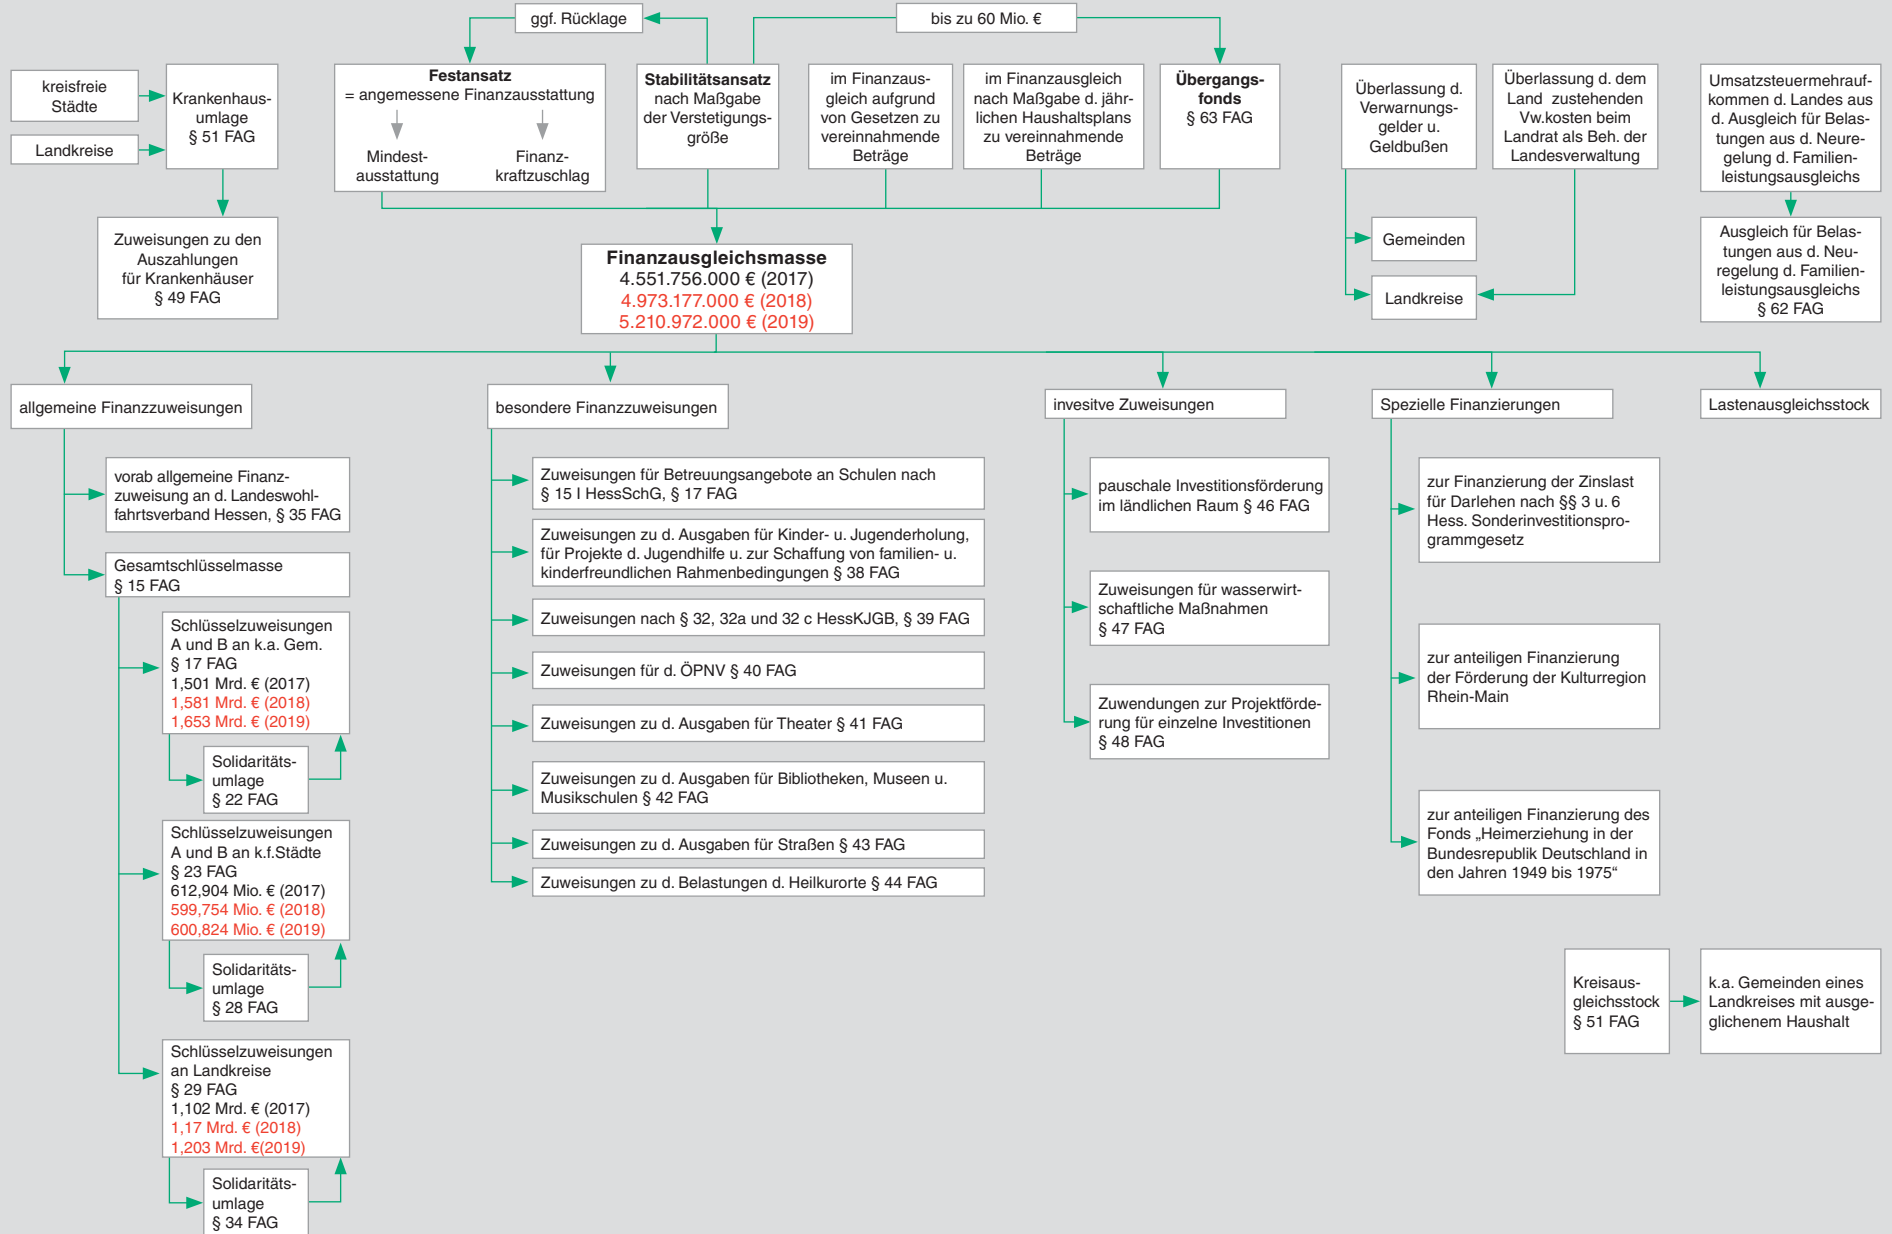 ggf. Rücklage
bis zu 60 Mio. €
kreisfreie
Städte
Landkreise
Krankenhaus-
umlage
§ 51 FAG
Zuweisungen zu den
Auszahlungen
für Krankenhäuser
§ 49 FAG
Festansatz
= angemessene Finanzausstattung
Mindest-
ausstattung
Finanz-
kraftzuschlag
Stabilitätsansatz
nach Maßgabe
der Verstetigungs-
größe
im Finanzaus-
gleich aufgrund
von Gesetzen zu
vereinnahmende
Beträge
im Finanzausgleich
nach Maßgabe d. jähr-
lichen Haushaltsplans
zu vereinnahmende
Beträge
Übergangs-
fonds
§ 63 FAG
Überlassung d.
Verwarnungs-
gelder u.
Geldbußen
Überlassung d. dem
Land zustehenden
Vw.kosten beim
Landrat als Beh. der
Landesverwaltung
Gemeinden
Landkreise
Umsatzsteuermehrauf-
kommen d. Landes aus
d. Ausgleich für Belas-
tungen aus d. Neure-
gelung d. Familien-
leistungsausgleichs
Ausgleich für Belas-
tungen aus d. Neu-
regelung d. Familien-
leistungsausgleichs
§ 62 FAG
Finanzausgleichsmasse
4.551.756.000 € (2017)
4.973.177.000 € (2018)
5.210.972.000 € (2019)
allgemeine Finanzzuweisungen
vorab allgemeine Finanz-
zuweisung an d. Landeswohl-
fahrtsverband Hessen, § 35 FAG
Gesamtschlüsselmasse
§ 15 FAG
Schlüsselzuweisungen
A und B an k.a. Gem.
§ 17 FAG
1,501 Mrd. € (2017)
1,581 Mrd. € (2018)
1,653 Mrd. € (2019)
Solidaritäts-
umlage
§ 22 FAG
Schlüsselzuweisungen
A und B an k.f.Städte
§ 23 FAG
612,904 Mio. € (2017)
599,754 Mio. € (2018)
600,824 Mio. € (2019)
Solidaritäts-
umlage
§ 28 FAG
Schlüsselzuweisungen
an Landkreise
§ 29 FAG
1,102 Mrd. € (2017)
1,17 Mrd. € (2018)
1,203 Mrd. €(2019)
Solidaritäts-
umlage
§ 34 FAG
besondere Finanzzuweisungen
Zuweisungen für Betreuungsangebote an Schulen nach
§ 15 I HessSchG, § 17 FAG
Zuweisungen zu d. Ausgaben für Kinder- u. Jugenderholung,
für Projekte d. Jugendhilfe u. zur Schaffung von familien- u.
kinderfreundlichen Rahmenbedingungen § 38 FAG
Zuweisungen nach § 32, 32a und 32 c HessKJGB, § 39 FAG
Zuweisungen für d. ÖPNV § 40 FAG
Zuweisungen zu d. Ausgaben für Theater § 41 FAG
Zuweisungen zu d. Ausgaben für Bibliotheken, Museen u.
Musikschulen § 42 FAG
Zuweisungen zu d. Ausgaben für Straßen § 43 FAG
Zuweisungen zu d. Belastungen d. Heilkurorte § 44 FAG
invesitve Zuweisungen
pauschale Investitionsförderung
im ländlichen Raum § 46 FAG
Zuweisungen für wasserwirt-
schaftliche Maßnahmen
§ 47 FAG
Zuwendungen zur Projektförde-
rung für einzelne Investitionen
§ 48 FAG
Spezielle Finanzierungen
zur Finanzierung der Zinslast
für Darlehen nach §§ 3 u. 6
Hess. Sonderinvestitionspro-
grammgesetz
zur anteiligen Finanzierung
der Förderung der Kulturregion
Rhein-Main
zur anteiligen Finanzierung des
Fonds „Heimerziehung in der
Bundesrepublik Deutschland in
den Jahren 1949 bis 1975“
Lastenausgleichsstock
Kreisaus-
gleichsstock
§ 51 FAG
k.a. Gemeinden eines
Landkreises mit ausge-
glichenem Haushalt